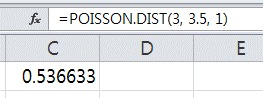 fx =POISSON.DIST(3, 3.5, 1)
C D E
0.536633